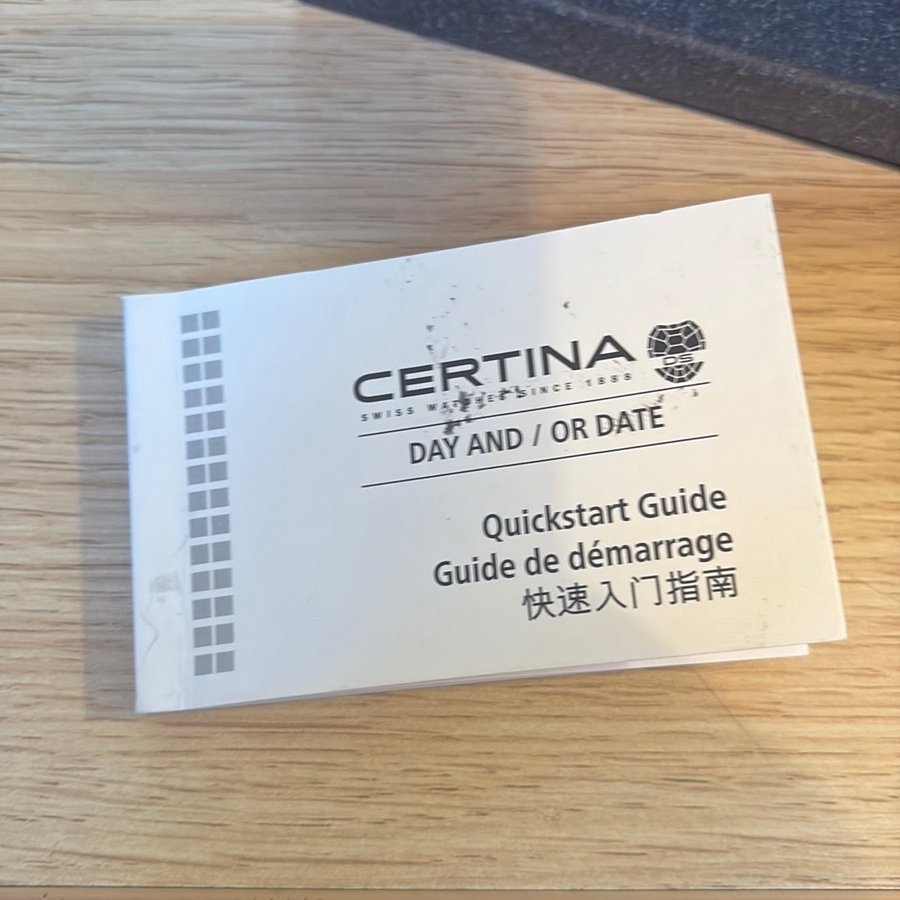 CERTINA
DS
SWISS WATCHES SINCE 1888
DAY AND / OR DATE
Quickstart Guide
Guide de démarrage
快速入门指南